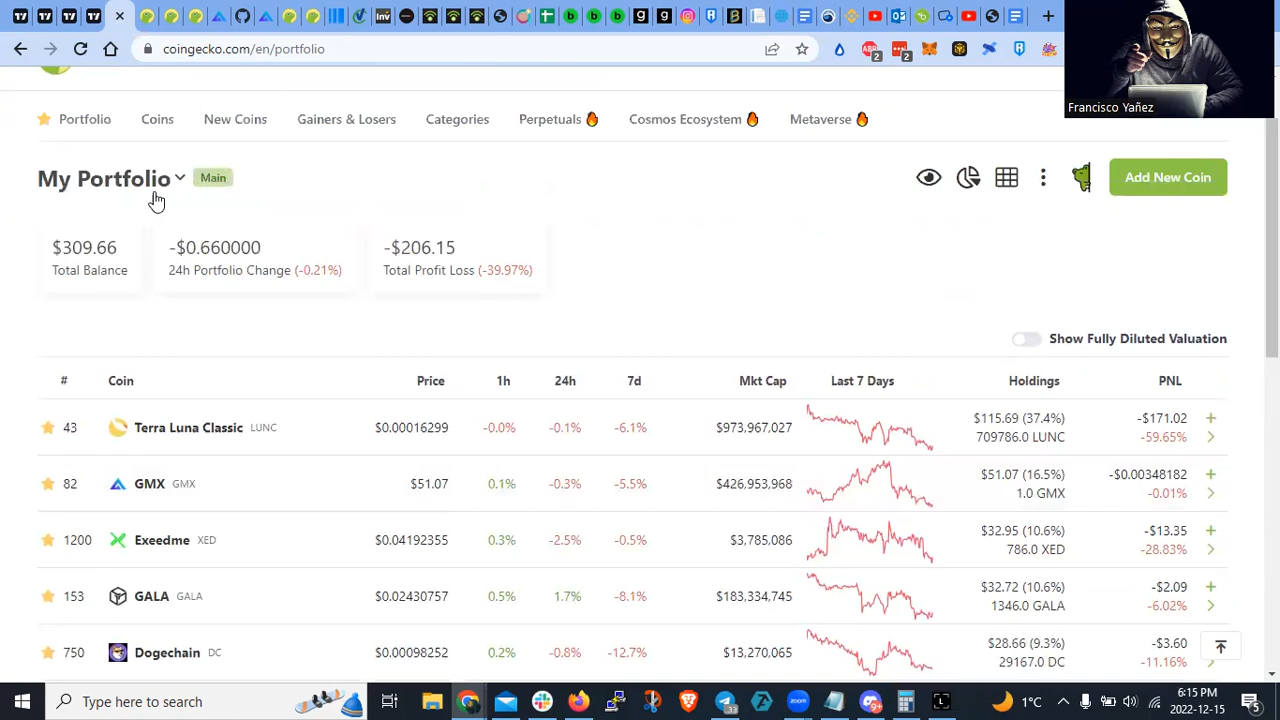 coingecko.com/en/portfolio
Francisco Yañez
Portfolio Coins New Coins Gainers & Losers Categories Perpetuals Cosmos Ecosystem Metaverse
My Portfolio Main Add New Coin
$309.66 -$0.660000 -$206.15
Total Balance 24h Portfolio Change (-0.21%) Total Profit Loss (-39.97%)
Show Fully Diluted Valuation
# Coin Price 1h 24h 7d Mkt Cap Last 7 Days Holdings PNL
43 Terra Luna Classic LUNC $0.00016299 -0.0% -0.1% -6.1% $973,967,027 $115.69 (37.4%) -$171.02
709786.0 LUNC -59.65%
82 GMX GMX $51.07 0.1% -0.3% -5.5% $426,953,968 $51.07 (16.5%) -$0.00348182
1.0 GMX -0.01%
1200 Exeedme XED $0.04192355 0.3% -2.5% -0.5% $3,785,086 $32.95 (10.6%) -$13.35
786.0 XED -28.83%
153 GALA GALA $0.02430757 0.5% 1.7% -8.1% $183,334,745 $32.72 (10.6%) -$2.09
1346.0 GALA -6.02%
750 Dogechain DC $0.00098252 0.2% -0.8% -12.7% $13,270,065 $28.66 (9.3%) -$3.60
29167.0 DC -11.16%
Type here to search 1°C 6:15 PM
2022-12-15